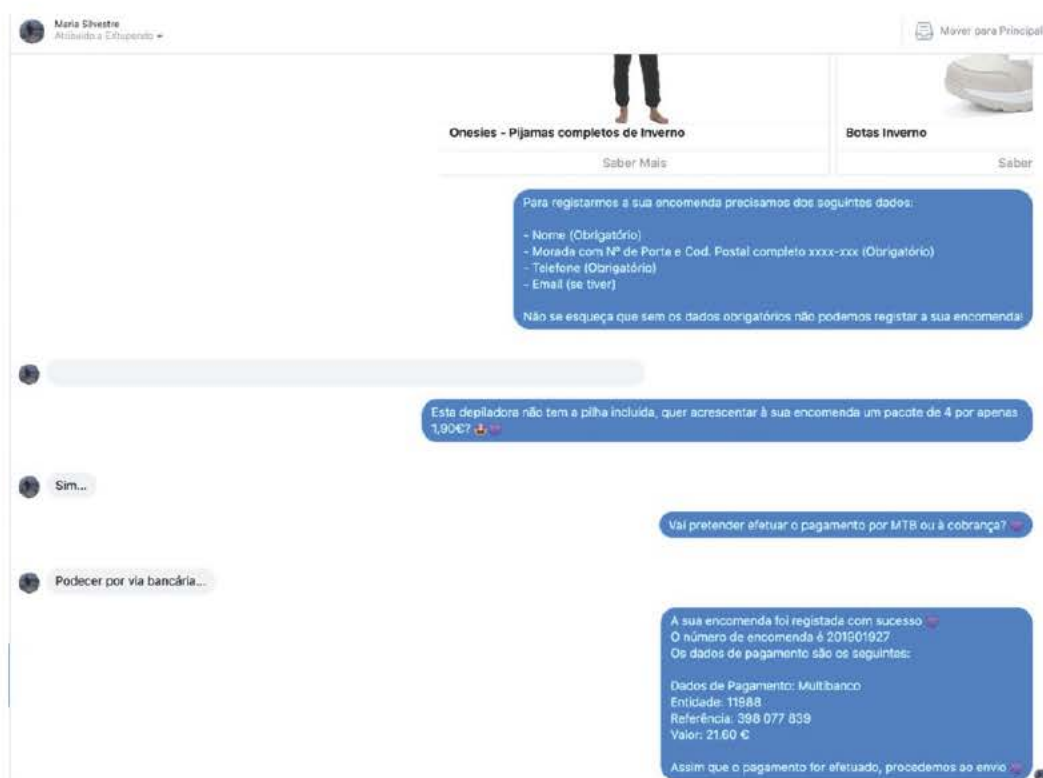 Maria Silvestre
Atribuído a Extupendo
Mover para Principal
Onesies - Pijamas completos de Inverno
Botas Inverno
Saber Mais
Saber
Para registarmos a sua encomenda precisamos dos seguintes dados:
- Nome (Obrigatório)
- Morada com Nº de Porte e Cod. Postal completo xxxx-xxx (Obrigatório)
- Telefone (Obrigatório)
- Email (se tiver)
Não se esqueça que sem os dados obrigatórios não podemos registar a sua encomenda!
Esta depiladora não tem a pilha incluida, quer acrescentar à sua encomenda um pacote de 4 por apenas
1,90€?
Sim...
Vai pretender efetuar o pagamento por MTB ou à cobrança?
Podecer por via bancária...
A sua encomenda foi registada com sucesso
O número de encomenda é 201901927
Os dados de pagamento são os seguintes:
Dados de Pagamento: Multibanco
Entidade: 11988
Referência: 398 077 839
Valor: 21.60 €
Assim que o pagamento for efetuado, procedemos ao envio